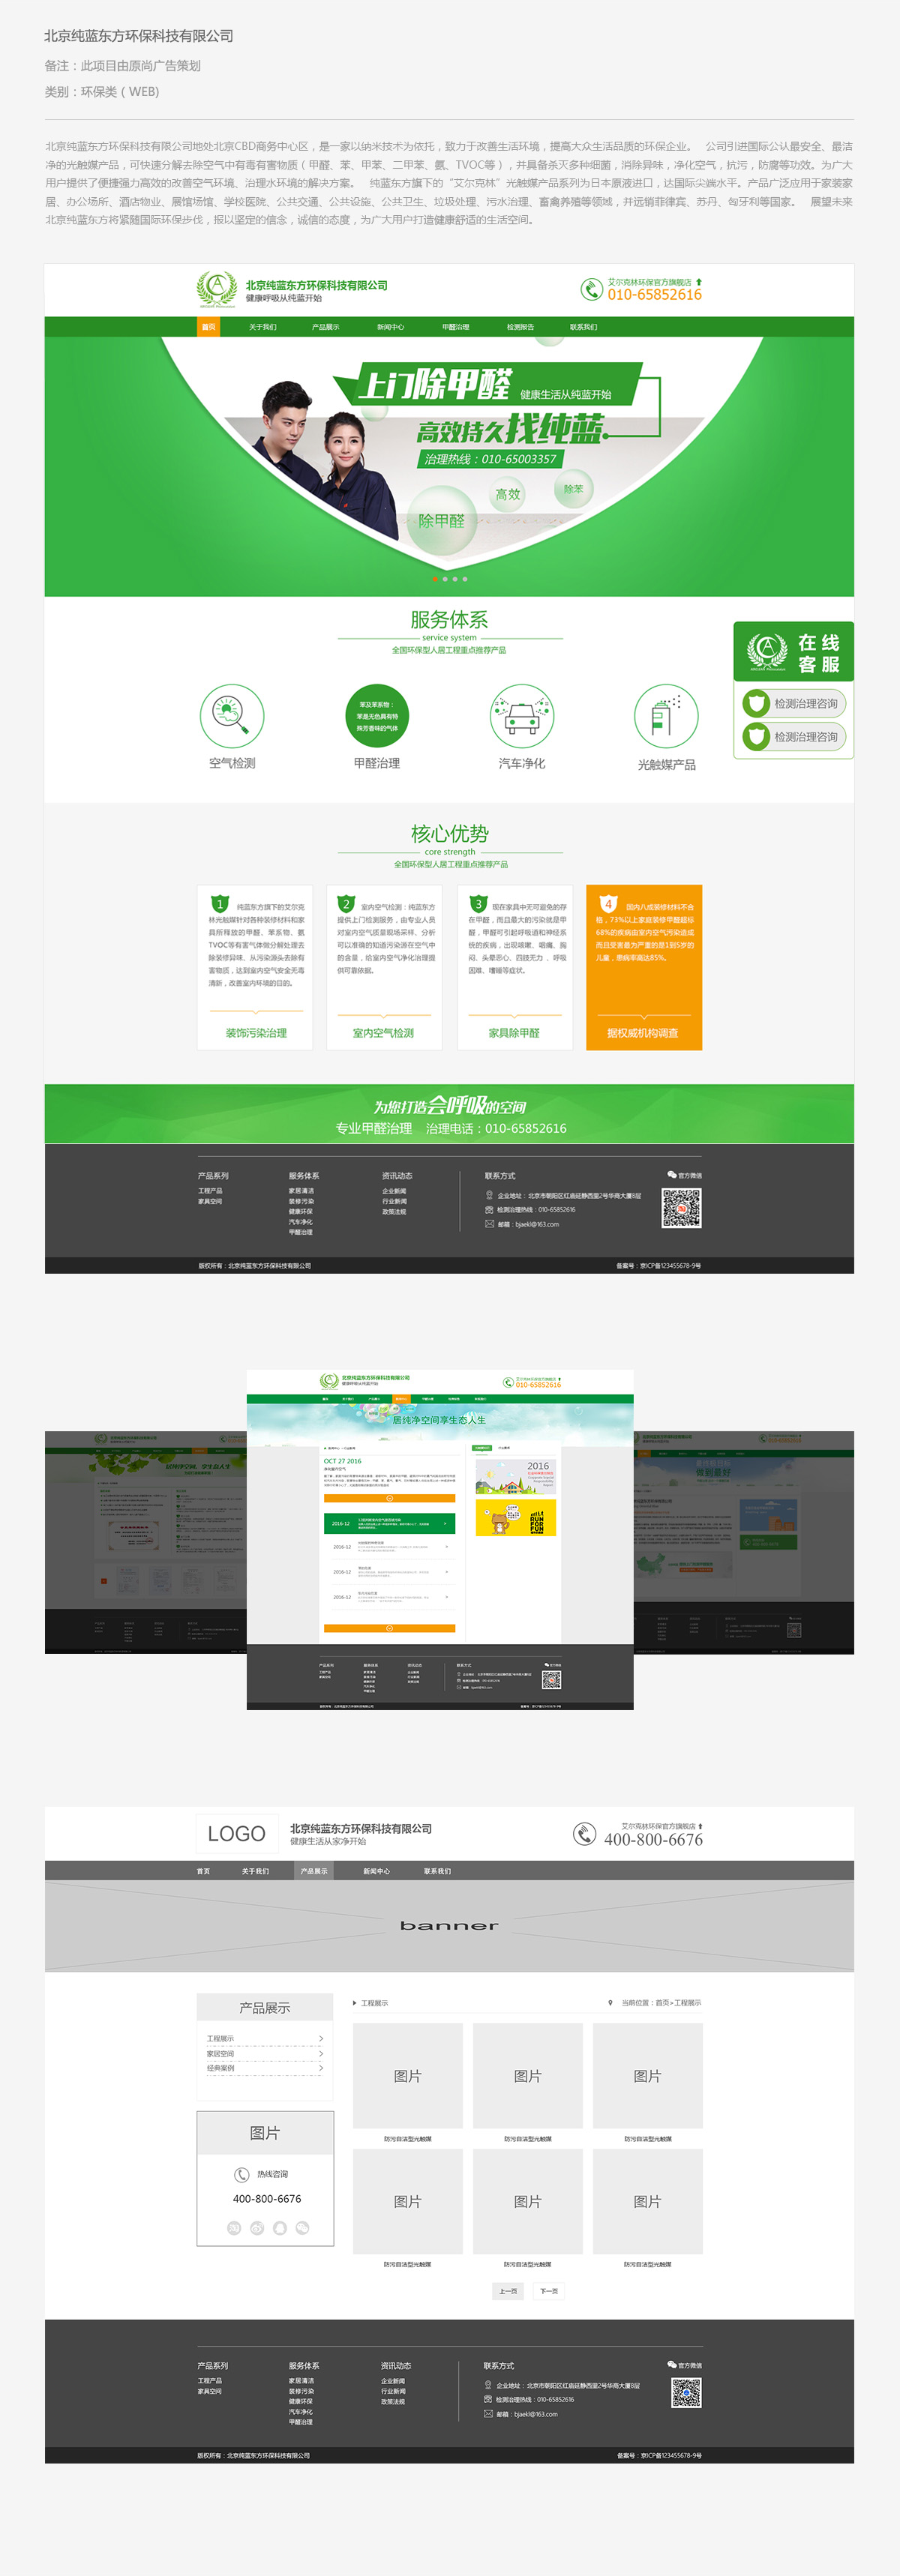 北京纯蓝东方环保科技有限公司
备注：此项目由原尚广告策划
类别：环保类（WEB)
北京纯蓝东方环保科技有限公司地处北京CBD商务中心区，是一家以纳米技术为依托，致力于改善生活环境，提高大众生活品质的环保企业。 公司引进国际公认最安全、最洁
净的光触媒产品，可快速分解去除空气中有毒有害物质（甲醛、苯、甲苯、二甲苯、氨、TVOC等），并具备杀灭多种细菌，消除异味，净化空气，抗污，防腐等功效。为广大
用户提供了便捷强力高效的改善空气环境、治理水环境的解决方案。 纯蓝东方旗下的“艾尔克林”光触媒产品系列为日本原液进口，达国际尖端水平。产品广泛应用于家装家
居、办公场所、酒店物业、展馆场馆、学校医院、公共交通、公共设施、公共卫生、垃圾处理、污水治理、畜禽养殖等领域，并远销菲律宾、苏丹、匈牙利等国家。 展望未来
北京纯蓝东方将紧随国际环保步伐，报以坚定的信念，诚信的态度，为广大用户打造健康舒适的生活空间。
北京纯蓝东方环保科技有限公司
健康呼吸从纯蓝开始
艾尔克林环保官方旗舰店
010-65852616
首页 关于我们 产品展示 新闻中心 甲醛治理 检测报告 联系我们
上门除甲醛 健康生活从纯蓝开始
高效持久找纯蓝
治理热线：010-65003357
除甲醛 高效 除苯
服务体系
service system
全国环保型人居工程重点推荐产品
在线
客服
检测治理咨询
检测治理咨询
苯及苯系物：
苯是无色具有特
殊芳香味的气体
空气检测 甲醛治理 汽车净化 光触媒产品
核心优势
core strength
全国环保型人居工程重点推荐产品
1 纯蓝东方旗下的艾尔克
林光触媒针对各种装修材料和家
具所释放的甲醛、苯系物、氨
TVOC等有害气体做分解处理去
除装修异味、从污染源头去除有
害物质，达到室内空气安全无毒
清新，改善室内环境的目的。
装饰污染治理
2 室内空气检测：纯蓝东方
提供上门检测服务，由专业人员
对室内空气质量现场采样、分析
可以准确的知道污染源在空气中
的含量，给室内空气净化治理提
供可靠依据。
室内空气检测
3 现在家具中无可避免的存
在甲醛，而且最大的污染就是甲
醛，甲醛可引起呼吸道和神经系
统的疾病，出现咳嗽、咽痛、胸
闷、头晕恶心、四肢无力 、呼吸
困难、嗜睡等症状。
家具除甲醛
4 国内八成装修材料不合
格，73%以上家庭装修甲醛超标
68%的疾病由室内空气污染造成
而且受害最为严重的是1到5岁的
儿童，患病率高达85%。
据权威机构调查
为您打造会呼吸的空间
专业甲醛治理 治理电话：010-65852616
产品系列 服务体系 资讯动态 联系方式 官方微信
工程产品 家居清洁 企业新闻
家具空间 装修污染 行业新闻
健康环保 政策法规
汽车净化
甲醛治理
企业地址：北京市朝阳区红庙延静西里2号华商大厦8层
检测治理热线：010-65852616
邮箱：bjaekl@163.com
版权所有：北京纯蓝东方环保科技有限公司 备案号：京ICP备123455678-9号
北京纯蓝东方环保科技有限公司
010-65852616
居纯净空间享生态人生
OCT 27 2016
2016
RUN
FOR
FUN
2016-12
2016-12
2016-12
2016-12
做到最好
LOGO
北京纯蓝东方环保科技有限公司
健康生活从家净开始
艾尔克林环保官方旗舰店
400-800-6676
首页 关于我们 产品展示 新闻中心 联系我们
banner
产品展示
工程展示
家居空间
经典案例
图片
热线咨询
400-800-6676
工程展示 当前位置：首页>工程展示
图片 图片 图片
防污自洁型光触媒 防污自洁型光触媒 防污自洁型光触媒
图片 图片 图片
防污自洁型光触媒 防污自洁型光触媒 防污自洁型光触媒
上一页 下一页
产品系列 服务体系 资讯动态 联系方式 官方微信
工程产品 家居清洁 企业新闻
家具空间 装修污染 行业新闻
健康环保 政策法规
汽车净化
甲醛治理
企业地址：北京市朝阳区红庙延静西里2号华商大厦8层
检测治理热线：010-65852616
邮箱：bjaekl@163.com
版权所有：北京纯蓝东方环保科技有限公司 备案号：京ICP备123455678-9号